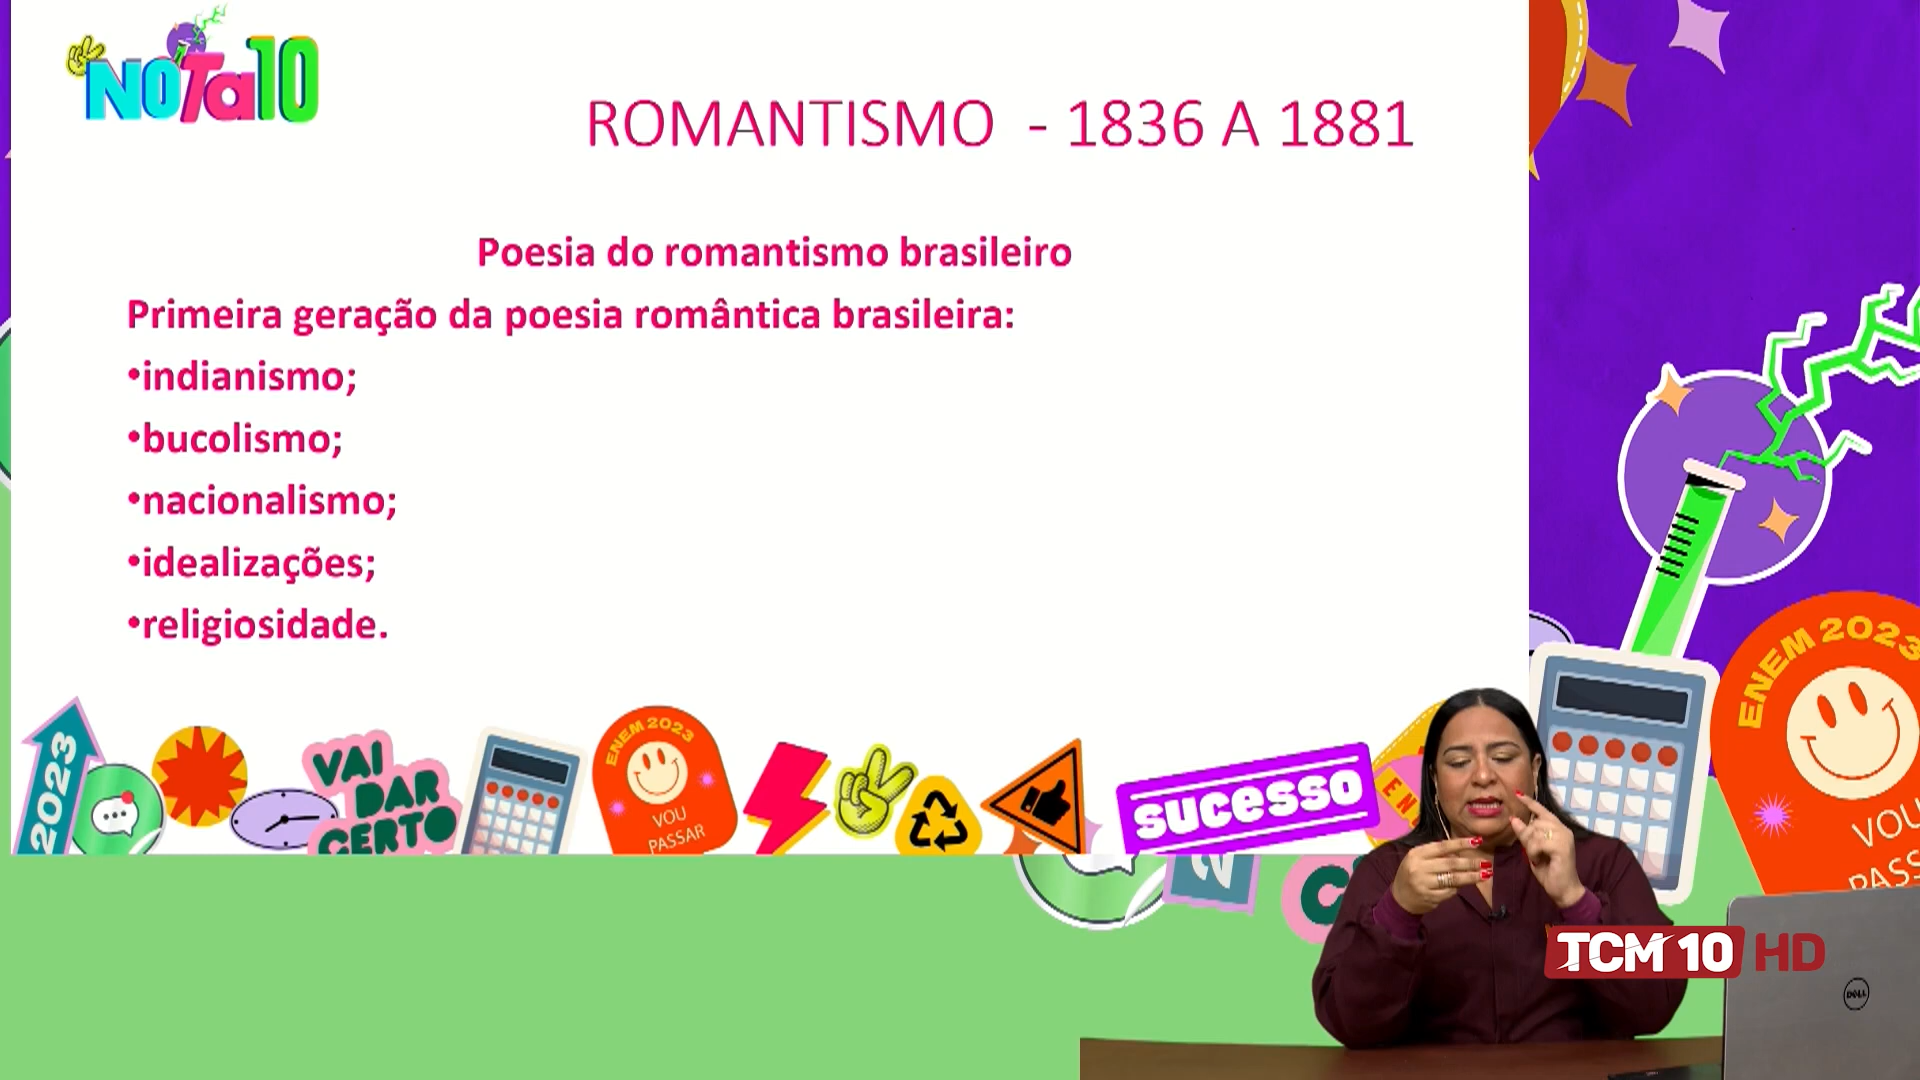 NOTa10
ROMANTISMO - 1836 A 1881
Poesia do romantismo brasileiro
Primeira geração da poesia romântica brasileira:
•indianismo;
•bucolismo;
•nacionalismo;
•idealizações;
•religiosidade.
ENEM 2023
VOU
2023
VAI
DAR
CERTO
ENEM 2023
VOU
PASSAR
sucesso
TCM 10 HD
DELL